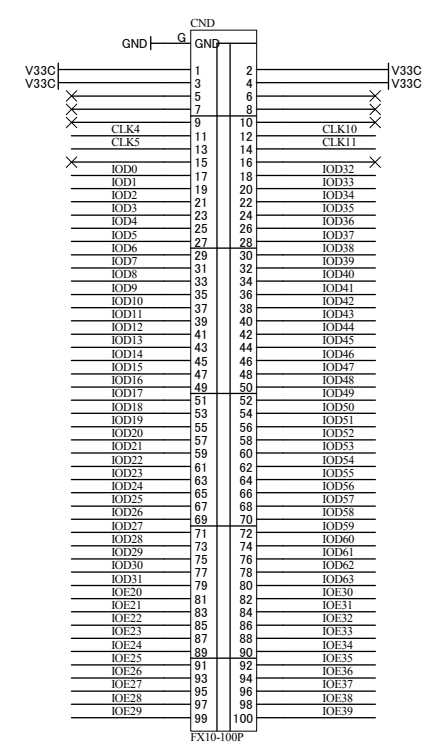 CND
GND G GND
V33C 1 2 V33C
V33C 3 4 V33C
5 6
7 8
9 10
CLK4 11 12 CLK10
CLK5 13 14 CLK11
15 16
IOD0 17 18 IOD32
IOD1 19 20 IOD33
IOD2 21 22 IOD34
IOD3 23 24 IOD35
IOD4 25 26 IOD36
IOD5 27 28 IOD37
IOD6 29 30 IOD38
IOD7 31 32 IOD39
IOD8 33 34 IOD40
IOD9 35 36 IOD41
IOD10 37 38 IOD42
IOD11 39 40 IOD43
IOD12 41 42 IOD44
IOD13 43 44 IOD45
IOD14 45 46 IOD46
IOD15 47 48 IOD47
IOD16 49 50 IOD48
IOD17 51 52 IOD49
IOD18 53 54 IOD50
IOD19 55 56 IOD51
IOD20 57 58 IOD52
IOD21 59 60 IOD53
IOD22 61 62 IOD54
IOD23 63 64 IOD55
IOD24 65 66 IOD56
IOD25 67 68 IOD57
IOD26 69 70 IOD58
IOD27 71 72 IOD59
IOD28 73 74 IOD60
IOD29 75 76 IOD61
IOD30 77 78 IOD62
IOD31 79 80 IOD63
IOE20 81 82 IOE30
IOE21 83 84 IOE31
IOE22 85 86 IOE32
IOE23 87 88 IOE33
IOE24 89 90 IOE34
IOE25 91 92 IOE35
IOE26 93 94 IOE36
IOE27 95 96 IOE37
IOE28 97 98 IOE38
IOE29 99 100 IOE39
FX10-100P